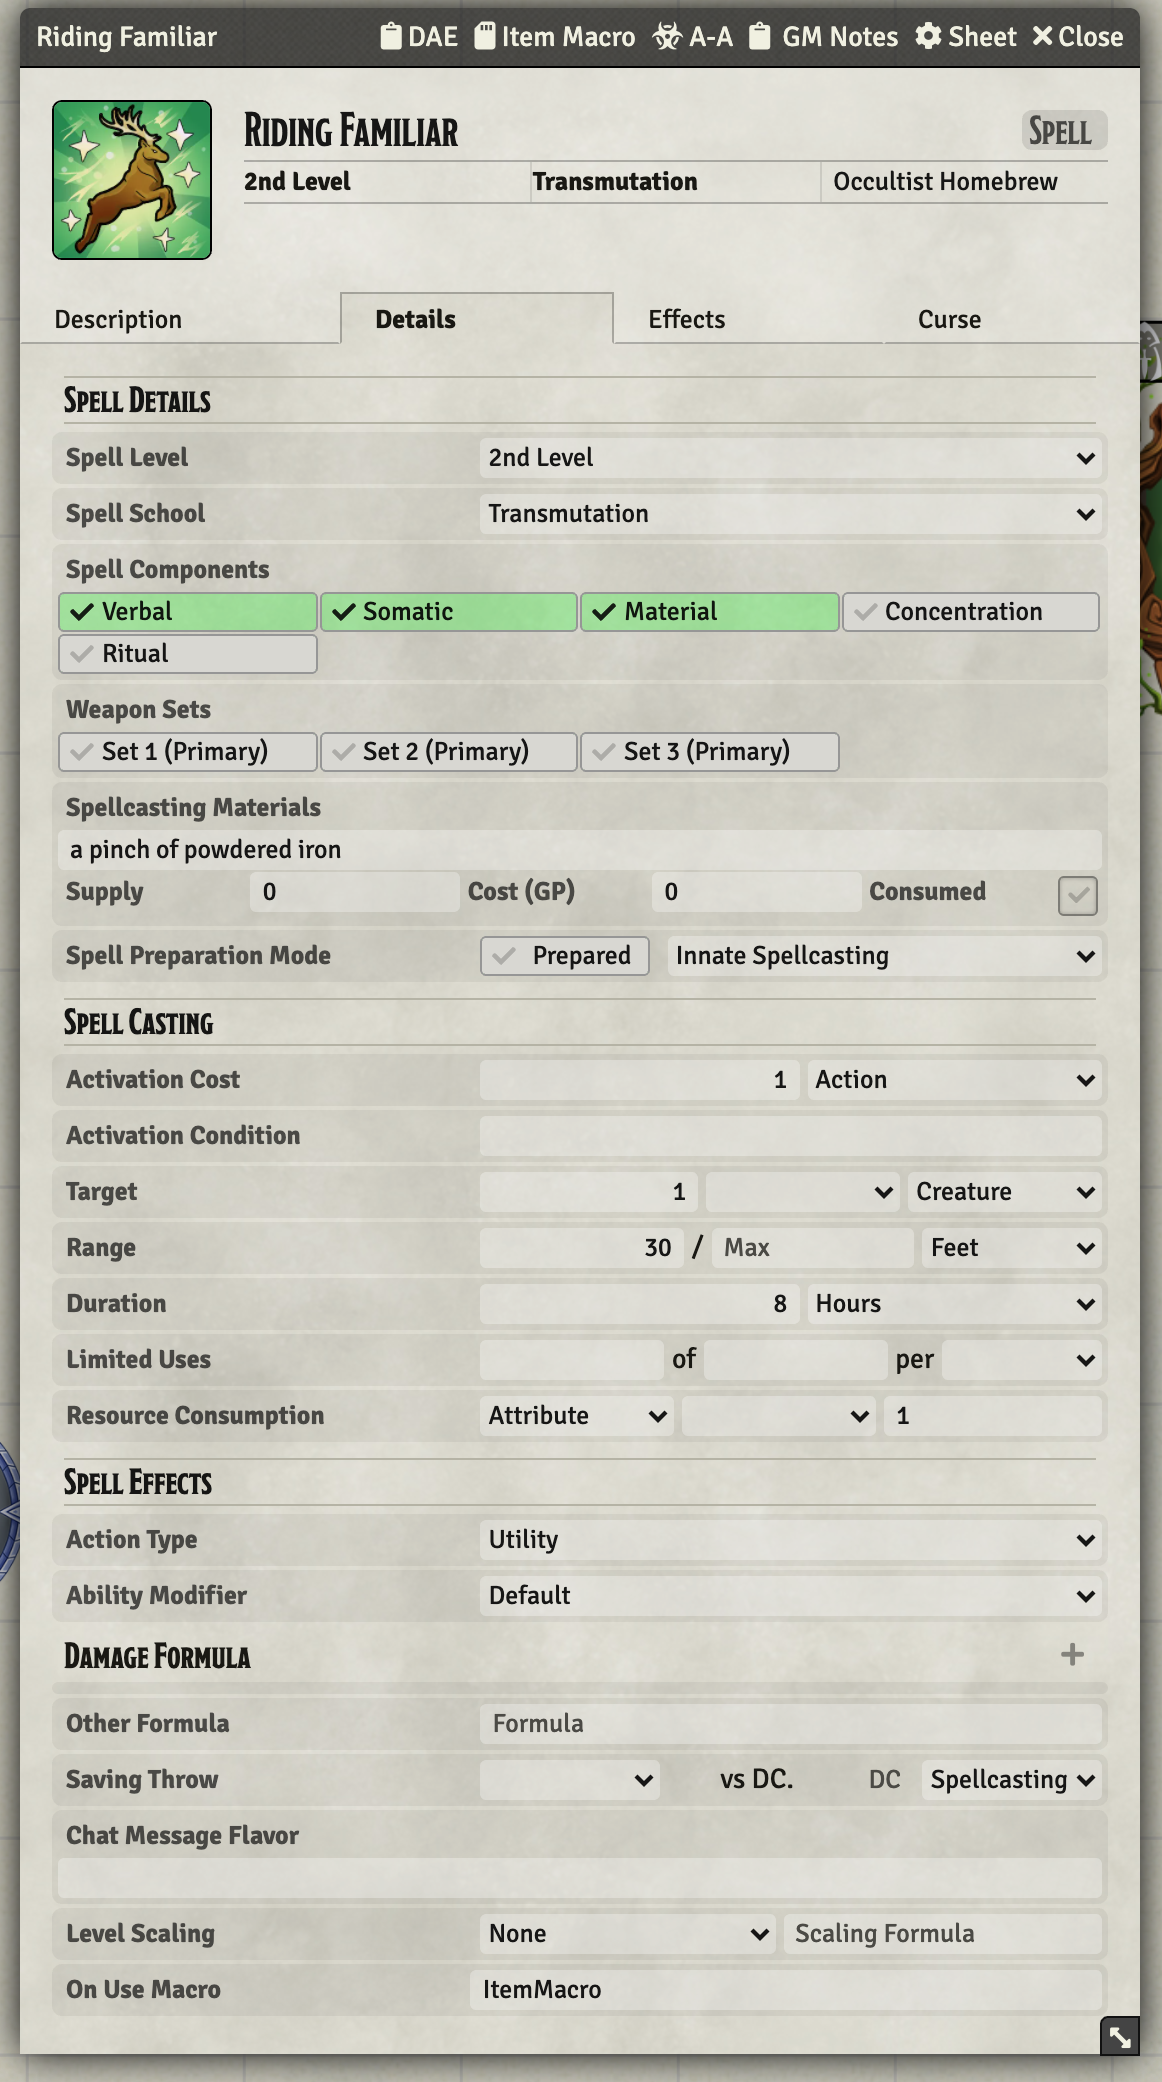 Riding Familiar DAE Item Macro A-A GM Notes Sheet Close
Riding Familiar Spell
2nd Level Transmutation Occultist Homebrew
Description Details Effects Curse
Spell Details
Spell Level 2nd Level
Spell School Transmutation
Spell Components
Verbal Somatic Material Concentration
Ritual
Weapon Sets
Set 1 (Primary) Set 2 (Primary) Set 3 (Primary)
Spellcasting Materials
a pinch of powdered iron
Supply 0 Cost (GP) 0 Consumed
Spell Preparation Mode Prepared Innate Spellcasting
Spell Casting
Activation Cost 1 Action
Activation Condition
Target 1 Creature
Range 30 / Max Feet
Duration 8 Hours
Limited Uses of per
Resource Consumption Attribute 1
Spell Effects
Action Type Utility
Ability Modifier Default
Damage Formula
Other Formula Formula
Saving Throw vs DC. DC Spellcasting
Chat Message Flavor
Level Scaling None Scaling Formula
On Use Macro ItemMacro